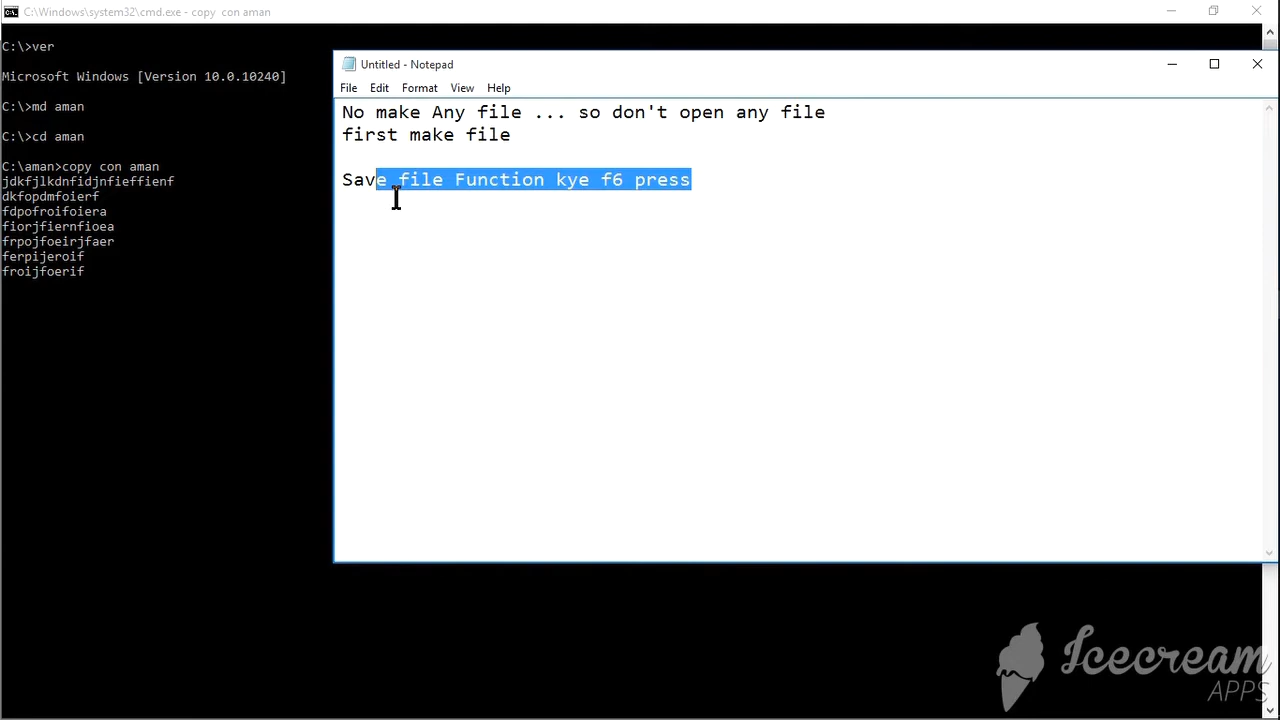 C:\Windows\system32\cmd.exe - copy  con aman
C:\>ver
Microsoft Windows [Version 10.0.10240]
C:\>md aman
C:\>cd aman
C:\aman>copy con aman
jdkfjlkdnfidjnfieffienf
dkfopdmfoierf
fdpofroifoiera
fiorjfiernfioea
frpojfoeirjfaer
ferpijeroif
froijfoerif
Untitled - Notepad
File Edit Format View Help
No make Any file ... so don't open any file
first make file
Save file Function kye f6 press
Icecream
APPS